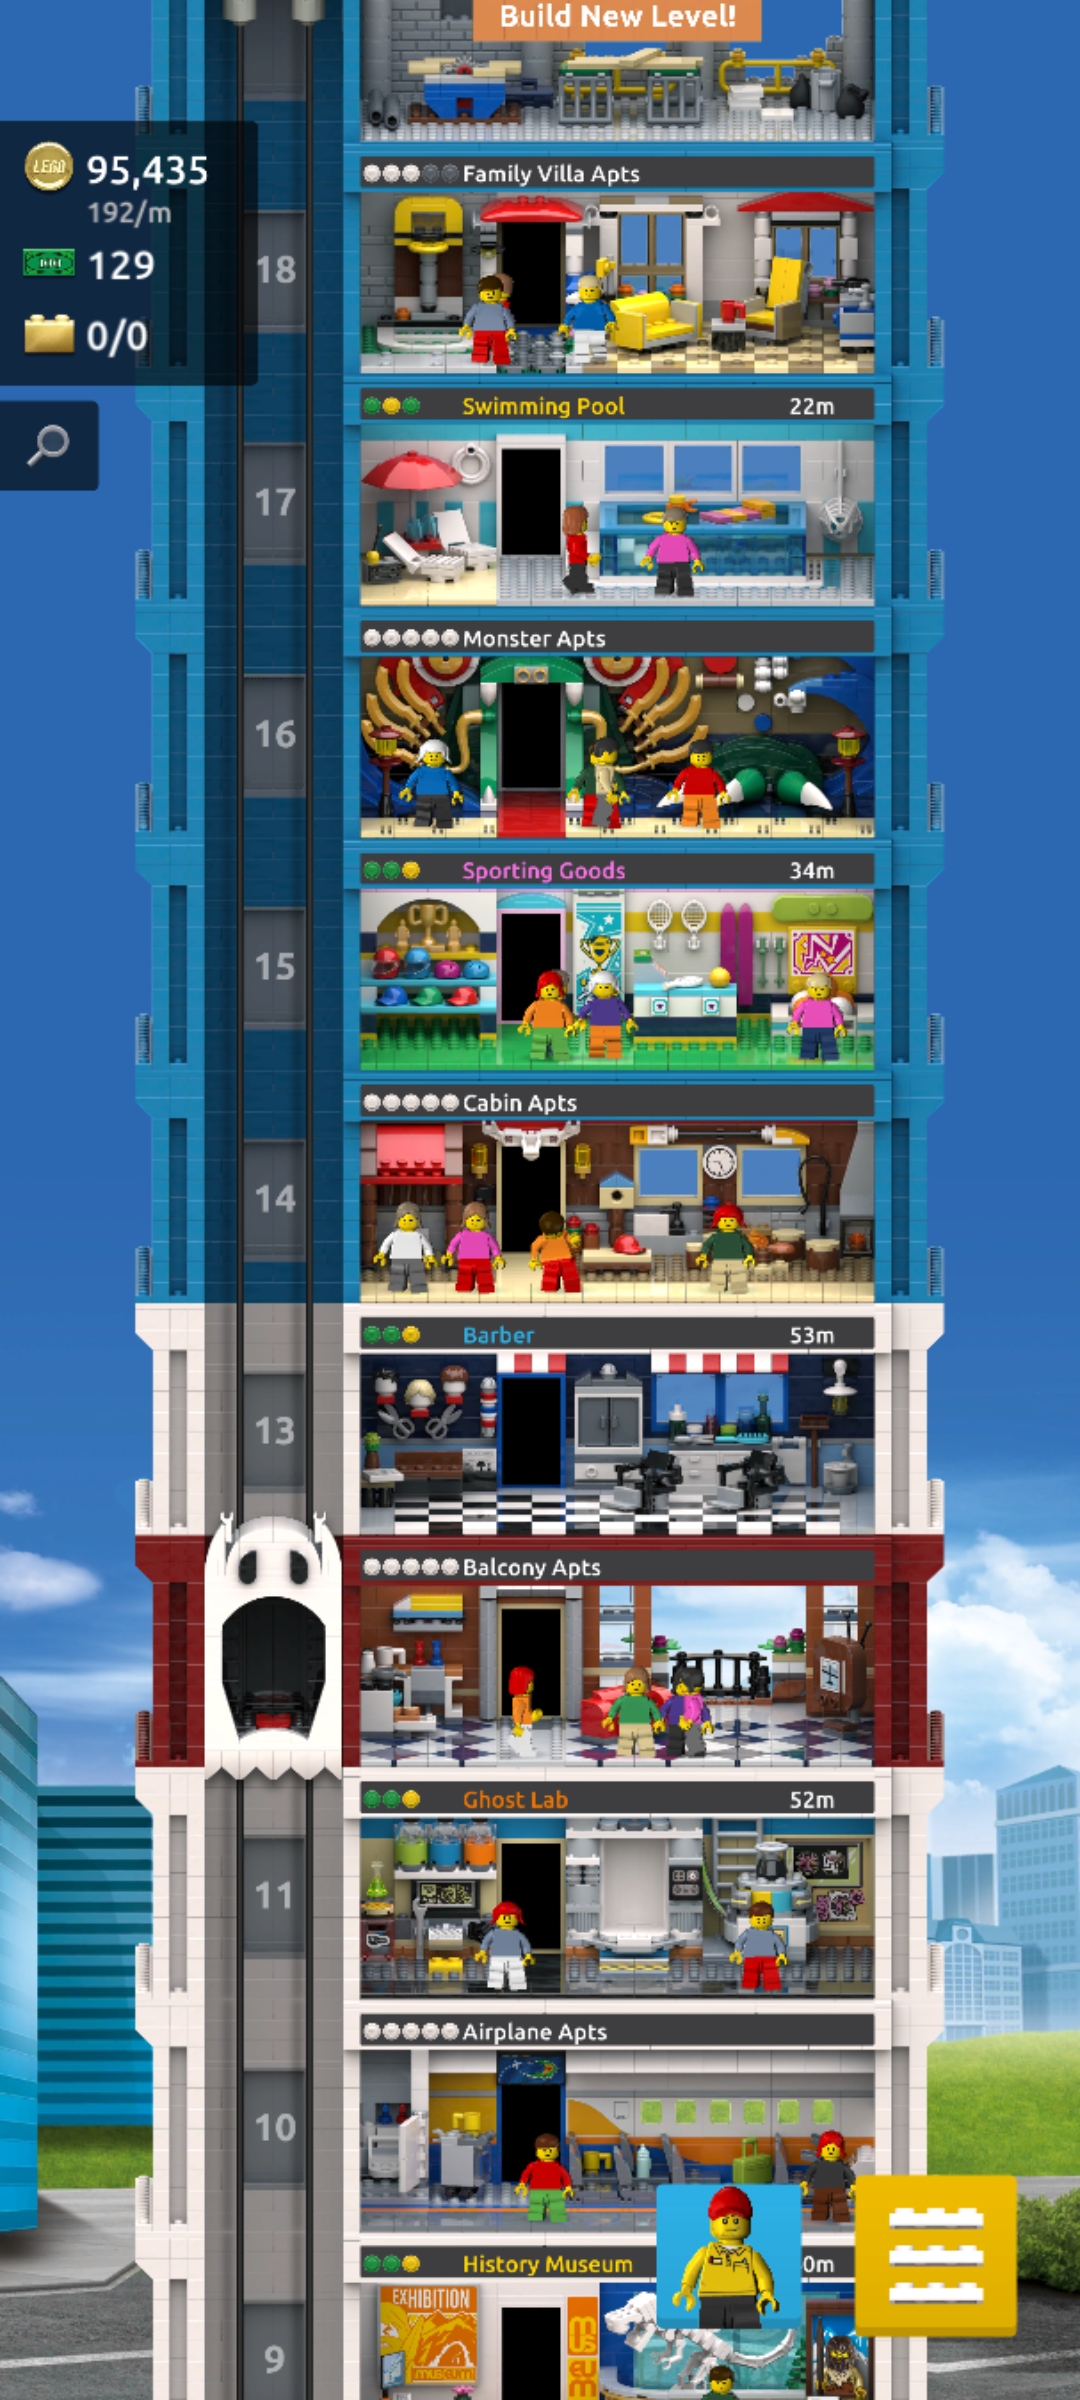 Build New Level!
LEGO 95,435
192/m
129
0/0
Family Villa Apts
18
Swimming Pool 22m
17
Monster Apts
16
Sporting Goods 34m
15
Cabin Apts
14
Barber 53m
13
Balcony Apts
Ghost Lab 52m
11
Airplane Apts
10
History Museum 0m
EXHIBITION
museum
mus
eum
9